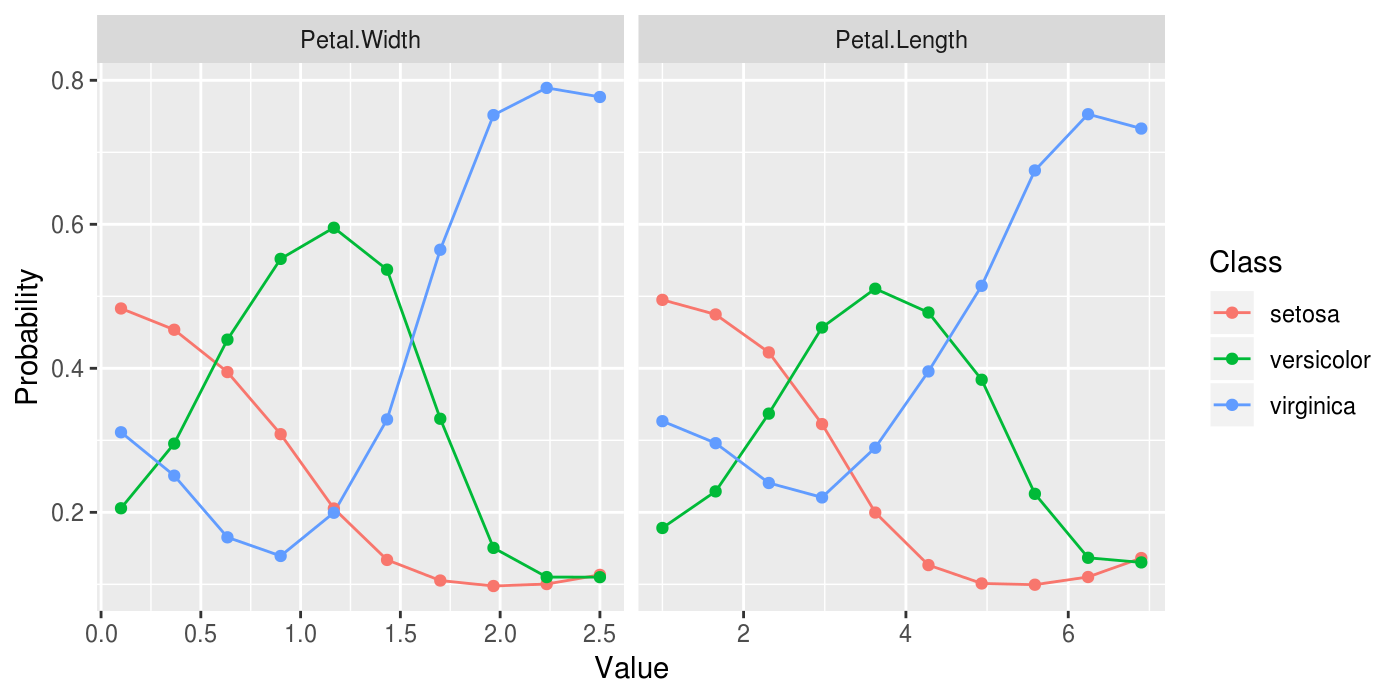 Petal.Width
Petal.Length
0.8
0.6
0.4
0.2
Probability
0.0 0.5 1.0 1.5 2.0 2.5
2 4 6
Value
Class
setosa
versicolor
virginica